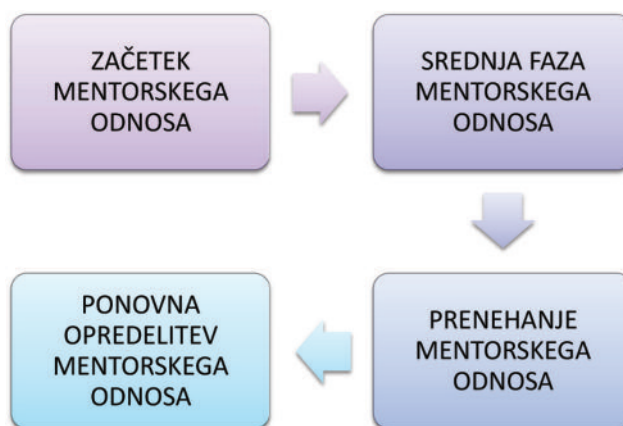 ZAČETEK
MENTORSKEGA
ODNOSA
SREDNJA FAZA
MENTORSKEGA
ODNOSA
PRENEHANJE
MENTORSKEGA
ODNOSA
PONOVNA
OPREDELITEV
MENTORSKEGA
ODNOSA